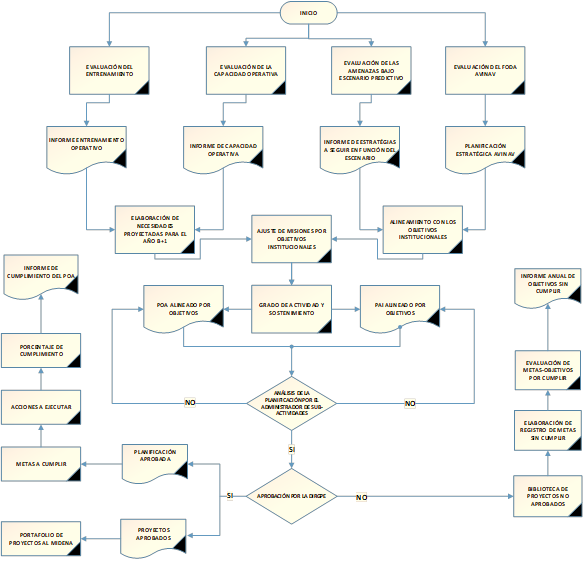 INICIO
EVALUACIÓN DEL
ENTRENAMIENTO
EVALUACIÓN DE LA
CAPACIDAD OPERATIVA
EVALUACIÓN DE LAS
AMENAZAS BAJO
ESCENARIO PREDICTIVO
EVALUACIÓN DEL FODA
AVINAV
INFORME ENTRENAMIENTO
OPERATIVO
INFORME DE CAPACIDAD
OPERATIVA
INFORME DE ESTRATÉGIAS
A SEGUIR EN FUNCIÓN DEL
ESCENARIO
PLANIFICACIÓN
ESTRATÉGICA AVINAV
ELABORACIÓN DE
NECESIDADES
PROYECTADAS PARA EL
AÑO B+1
AJUSTE DE MISIONES POR
OBJETIVOS
INSTITUCIONALES
ALINEAMIENTO CON LOS
OBJETIVOS
INSTITUCIONALES
INFORME DE
CUMPLIMIENTO DEL POA
POA ALINEADO POR
OBJETIVOS
GRADO DE ACTIVIDAD Y
SOSTENIMIENTO
PAI ALINEADO POR
OBJETIVOS
INFORME ANUAL DE
OBJETIVOS SIN
CUMPLIR
PORCENTAJE DE
CUMPLIMIENTO
EVALUACIÓN DE
METAS-OBJETIVOS
POR CUMPLIR
ACCIONES A EJECUTAR
NO
ANÁLISIS DE LA
PLANIFICACIÓN POR EL
ADMINISTRADOR DE SUB-
ACTIVIDADES
NO
ELABORACIÓN DE
REGISTRO DE METAS
SIN CUMPLIR
SI
METAS A CUMPLIR
PLANIFICACIÓN
APROBADA
SI
APROBACIÓN POR LA DIRGPE
NO
BIBLIOTECA DE
PROYECTOS NO
APROBADOS
PORTAFOLIO DE
PROYECTOS AL MIDENA
PROYECTOS
APROBADOS